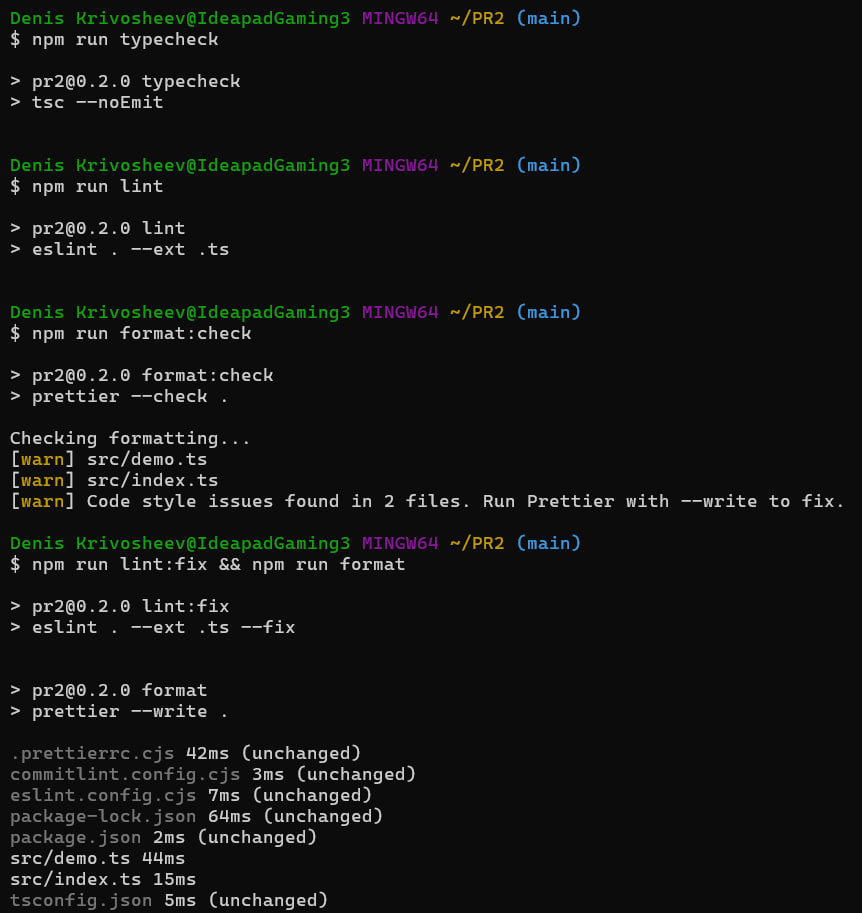 Denis Krivosheev@IdeapadGaming3 MINGW64 ~/PR2 (main)
$ npm run typecheck
> pr2@0.2.0 typecheck
> tsc --noEmit
Denis Krivosheev@IdeapadGaming3 MINGW64 ~/PR2 (main)
$ npm run lint
> pr2@0.2.0 lint
> eslint . --ext .ts
Denis Krivosheev@IdeapadGaming3 MINGW64 ~/PR2 (main)
$ npm run format:check
> pr2@0.2.0 format:check
> prettier --check .
Checking formatting...
[warn] src/demo.ts
[warn] src/index.ts
[warn] Code style issues found in 2 files. Run Prettier with --write to fix.
Denis Krivosheev@IdeapadGaming3 MINGW64 ~/PR2 (main)
$ npm run lint:fix && npm run format
> pr2@0.2.0 lint:fix
> eslint . --ext .ts --fix
> pr2@0.2.0 format
> prettier --write .
.prettierrc.cjs 42ms (unchanged)
commitlint.config.cjs 3ms (unchanged)
eslint.config.cjs 7ms (unchanged)
package-lock.json 64ms (unchanged)
package.json 2ms (unchanged)
src/demo.ts 44ms
src/index.ts 15ms
tsconfig.json 5ms (unchanged)